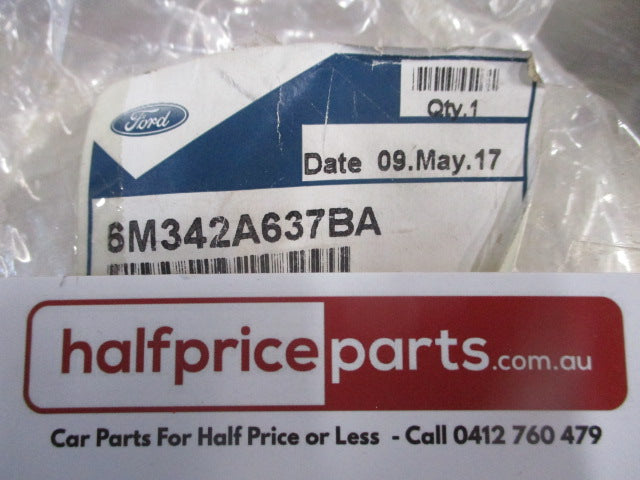 Ford
Qty.1
Date 09.May.17
6M342A637BA
halfpriceparts.com.au
Car Parts For Half Price or Less - Call 0412 760 479